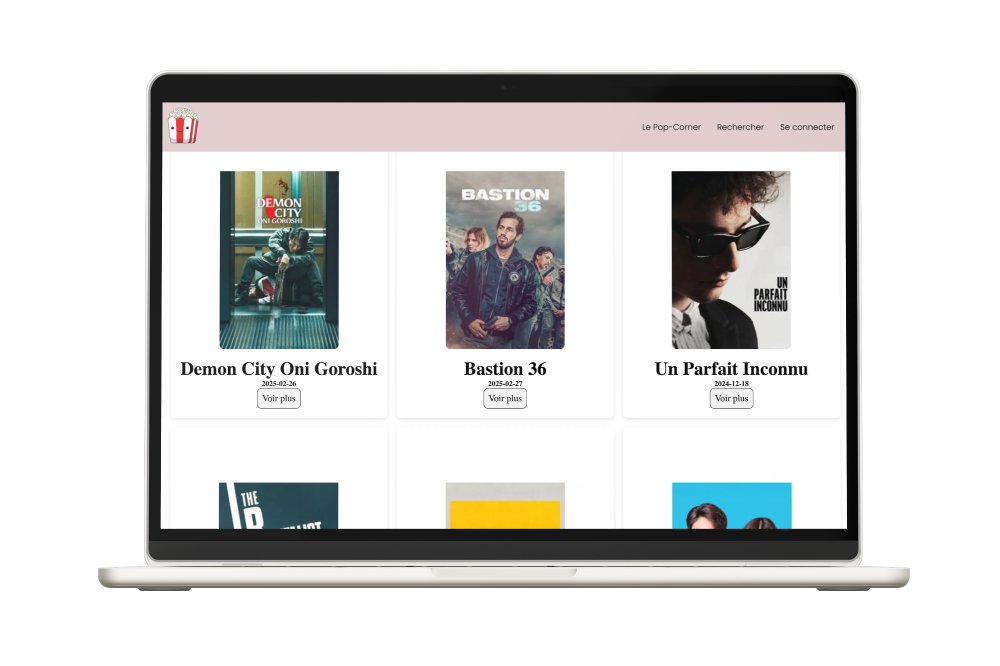 Le Pop-Corner Rechercher Se connecter
DEMON
CITY
ONI GOROSHI
BASTION
36
UN
PARFAIT
INCONNU
Demon City Oni Goroshi
2025-02-26
Voir plus
Bastion 36
2025-02-27
Voir plus
Un Parfait Inconnu
2024-12-18
Voir plus
THE